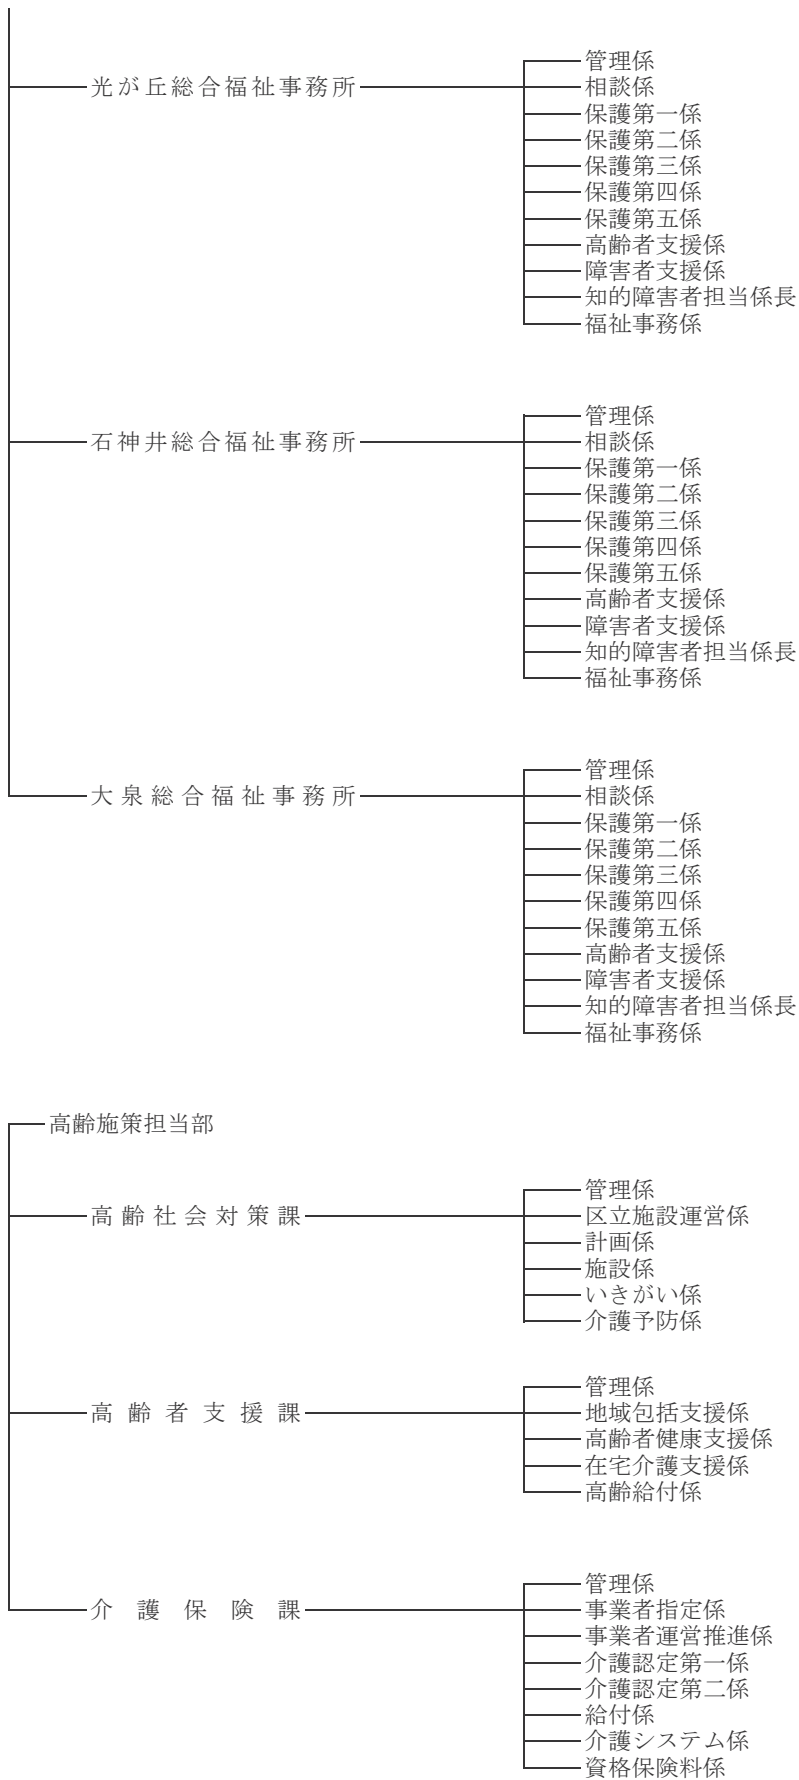 光が丘総合福祉事務所
管理係
相談係
保護第一係
保護第二係
保護第三係
保護第四係
保護第五係
高齢者支援係
障害者支援係
知的障害者担当係長
福祉事務係
石神井総合福祉事務所
管理係
相談係
保護第一係
保護第二係
保護第三係
保護第四係
保護第五係
高齢者支援係
障害者支援係
知的障害者担当係長
福祉事務係
大泉総合福祉事務所
管理係
相談係
保護第一係
保護第二係
保護第三係
保護第四係
保護第五係
高齢者支援係
障害者支援係
知的障害者担当係長
福祉事務係
高齢施策担当部
高齢社会対策課
管理係
区立施設運営係
計画係
施設係
いきがい係
介護予防係
高齢者支援課
管理係
地域包括支援係
高齢者健康支援係
在宅介護支援係
高齢給付係
介護保険課
管理係
事業者指定係
事業者運営推進係
介護認定第一係
介護認定第二係
給付係
介護システム係
資格保険料係